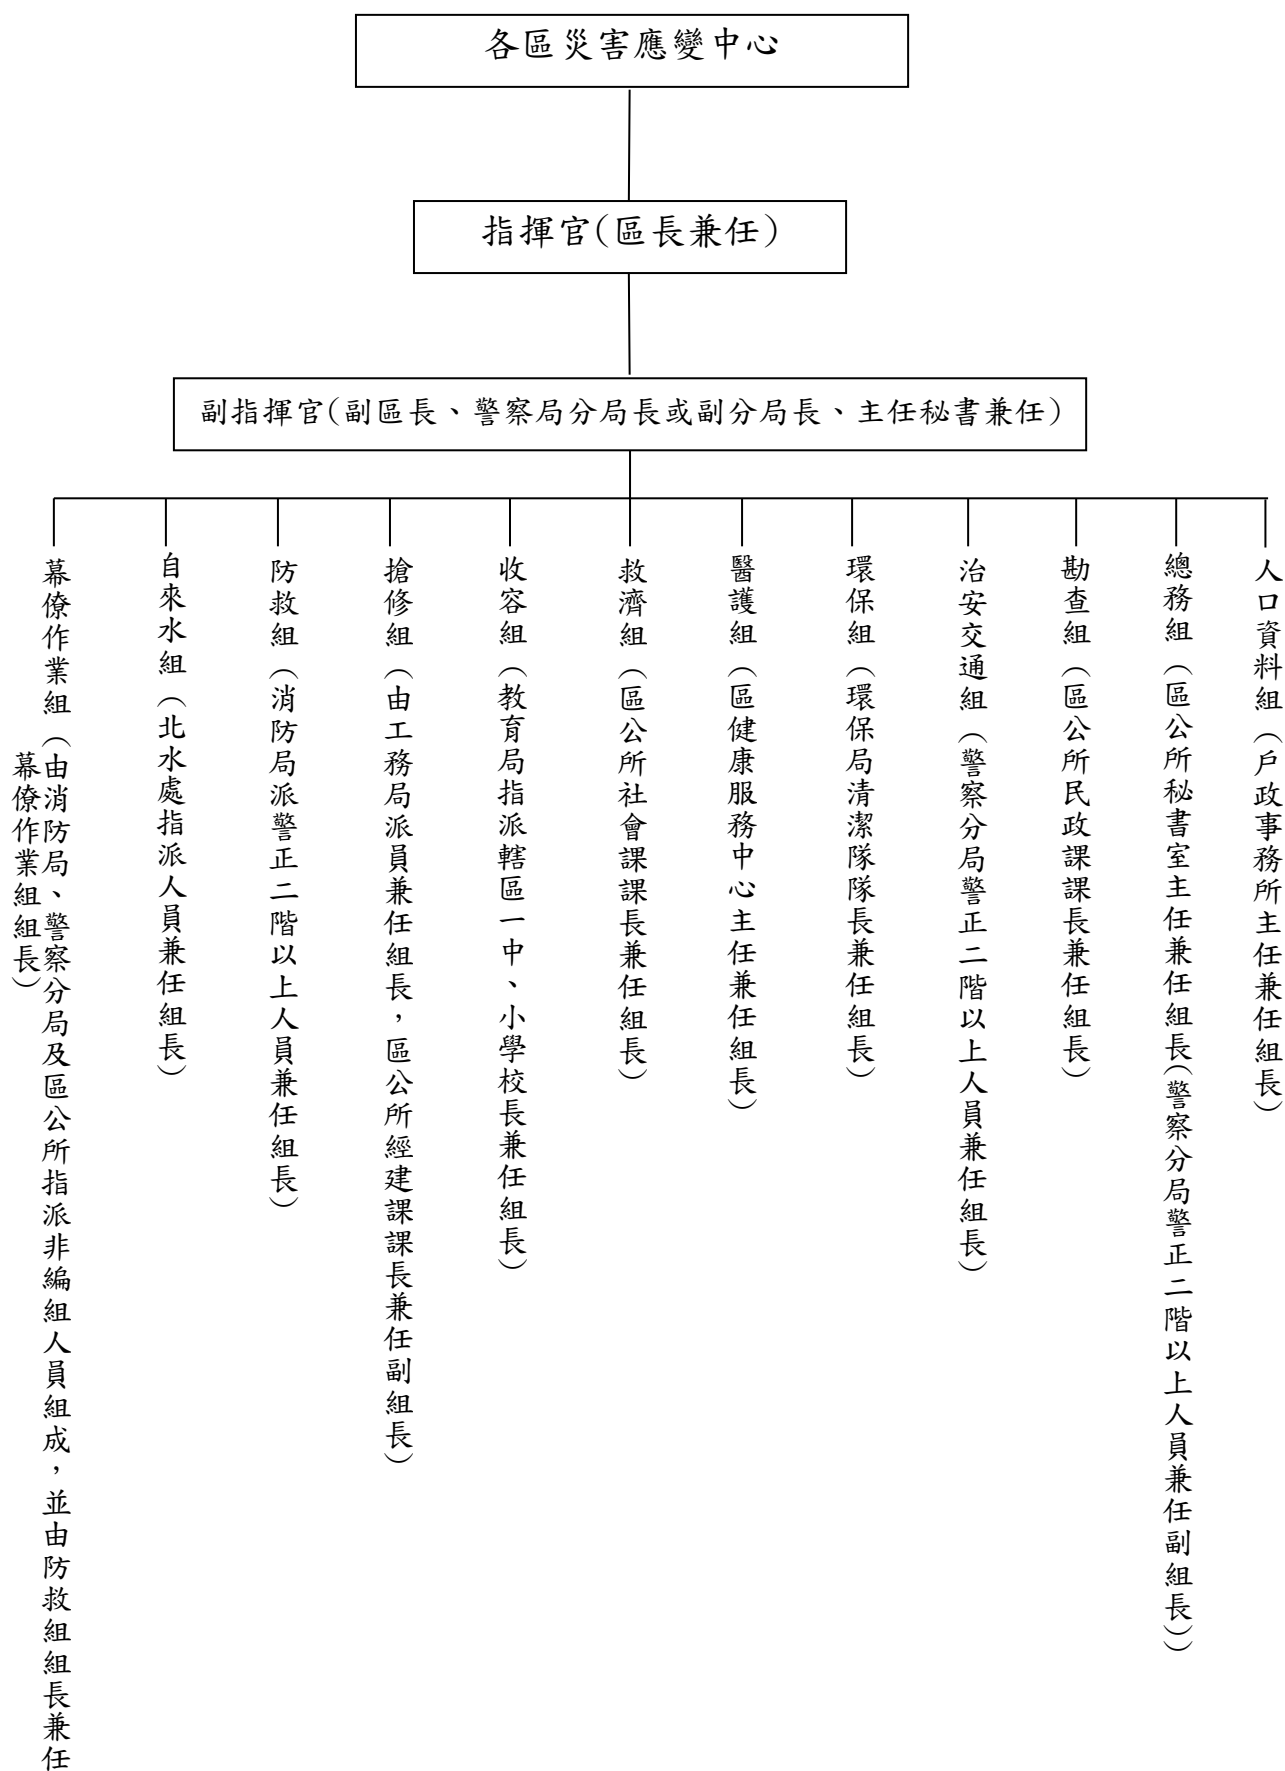 各區災害應變中心
指揮官(區長兼任)
副指揮官(副區長、警察局分局長或副分局長、主任秘書兼任)
幕僚作業組（由消防局、警察分局及區公所指派非編組人員組成，並由防救組組長兼任
幕僚作業組組長）
自來水組（北水處指派人員兼任組長）
防救組（消防局派警正二階以上人員兼任組長）
搶修組（由工務局派員兼任組長，區公所經建課課長兼任副組長）
收容組（教育局指派轄區一中、小學校長兼任組長）
救濟組（區公所社會課課長兼任組長）
醫護組（區健康服務中心主任兼任組長）
環保組（環保局清潔隊隊長兼任組長）
治安交通組（警察分局警正二階以上人員兼任組長）
勘查組（區公所民政課課長兼任組長）
總務組（區公所秘書室主任兼任組長(警察分局警正二階以上人員兼任副組長)）
人口資料組（戶政事務所主任兼任組長）